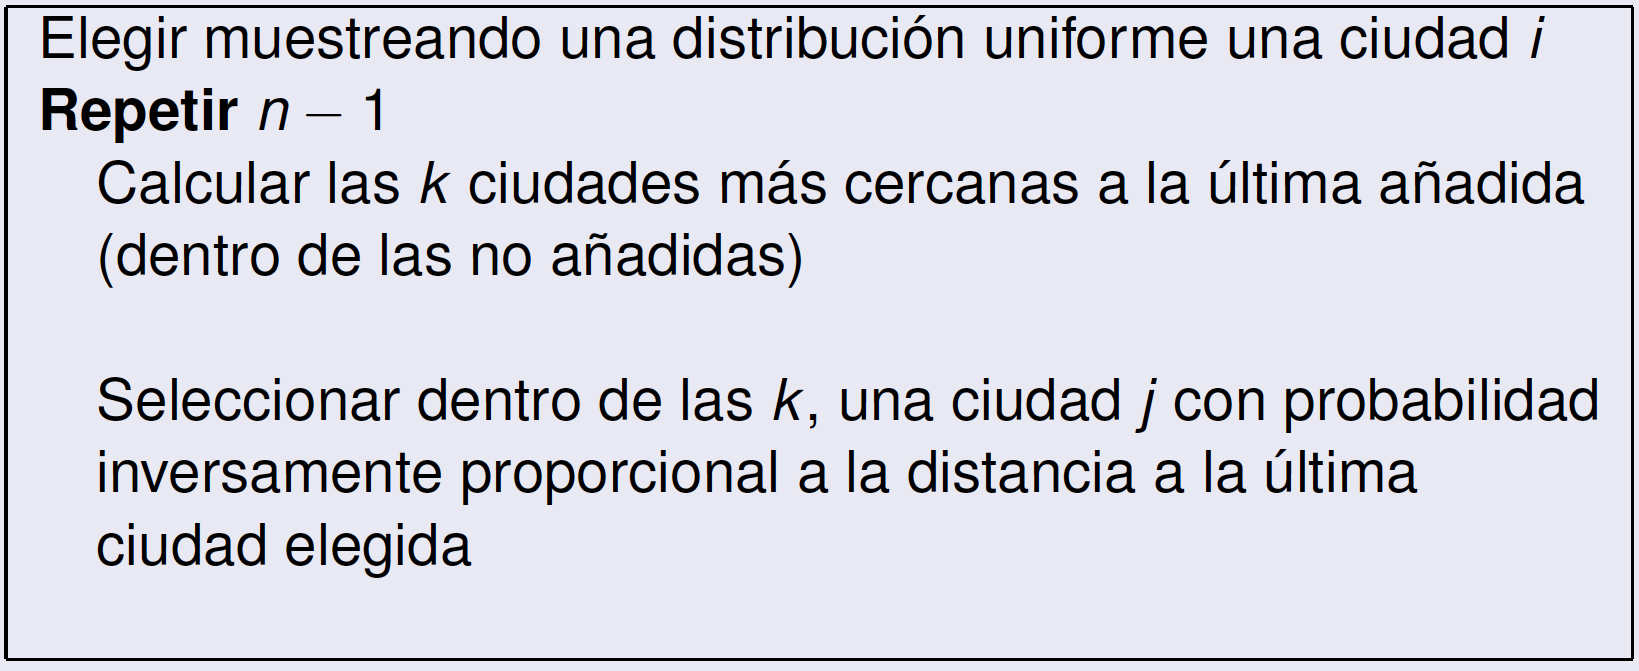 Elegir muestreando una distribución uniforme una ciudad i
Repetir n − 1
Calcular las k ciudades más cercanas a la última añadida
(dentro de las no añadidas)
Seleccionar dentro de las k, una ciudad j con probabilidad
inversamente proporcional a la distancia a la última
ciudad elegida